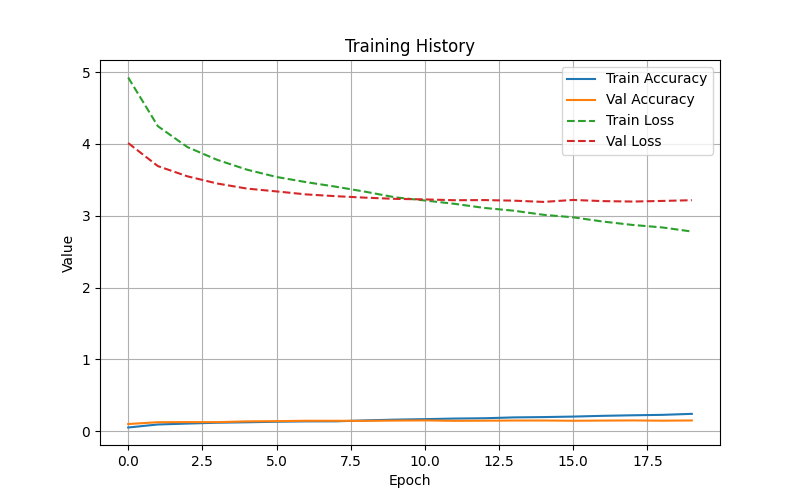 Training History
Train Accuracy
Val Accuracy
Train Loss
Val Loss
5
4
3
2
1
0
Value
0.0 2.5 5.0 7.5 10.0 12.5 15.0 17.5
Epoch